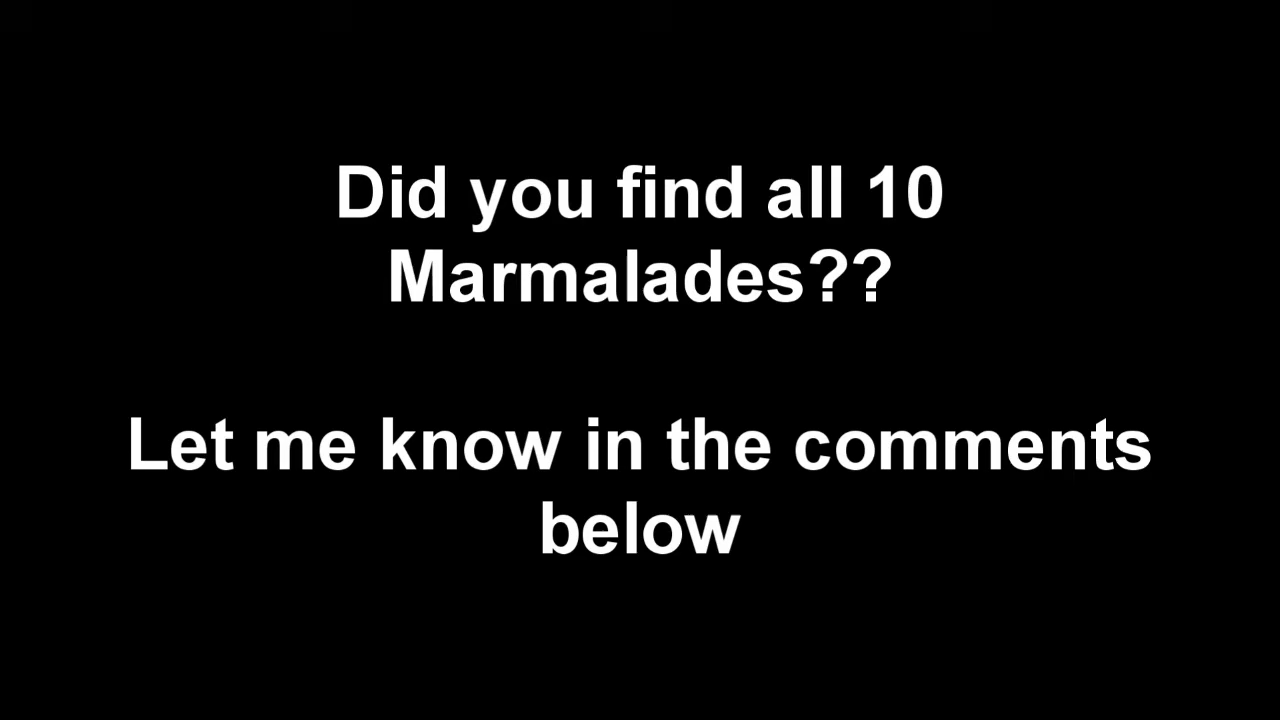 Did you find all 10
Marmalades??
Let me know in the comments
below